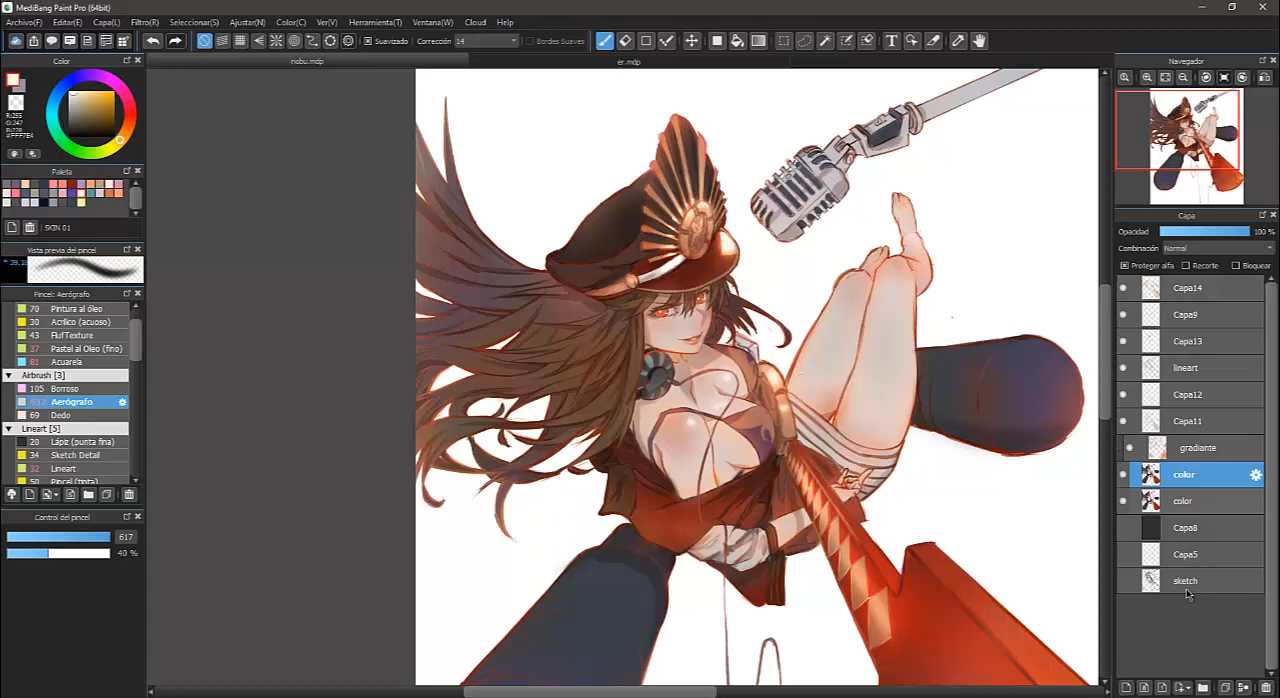 MediBang Paint Pro (64bit)
Archivo(F) Editar(E) Capa(L) Filtro(R) Seleccionar(S) Ajustar(N) Color(C) Ver(V) Herramienta(T) Ventana(W) Cloud Help
Suavizado Corrección 14 Bordes Suaves
Color
nobu.mdp
er.mdp
Navegador
R:255
G:247
B:228
#FFF7E4
Paleta
SKIN 01
Vista previa del pincel
Pincel: Aerógrafo
70 Pintura al óleo
30 Acrílico (acuoso)
43 FlufTexture
37 Pastel al Oleo (fino)
81 Acuarela
Airbrush [3]
105 Borroso
617 Aerógrafo
69 Dedo
Lineart [5]
20 Lápiz (punta fina)
34 Sketch Detail
32 Lineart
50 Pincel (tinta)
Control del pincel
617
40 %
Capa
Opacidad 100 %
Combinación Normal
Proteger alfa Recorte Bloquear
Capa14
Capa9
Capa13
lineart
Capa12
Capa11
gradiante
color
color
Capa8
Capa5
sketch